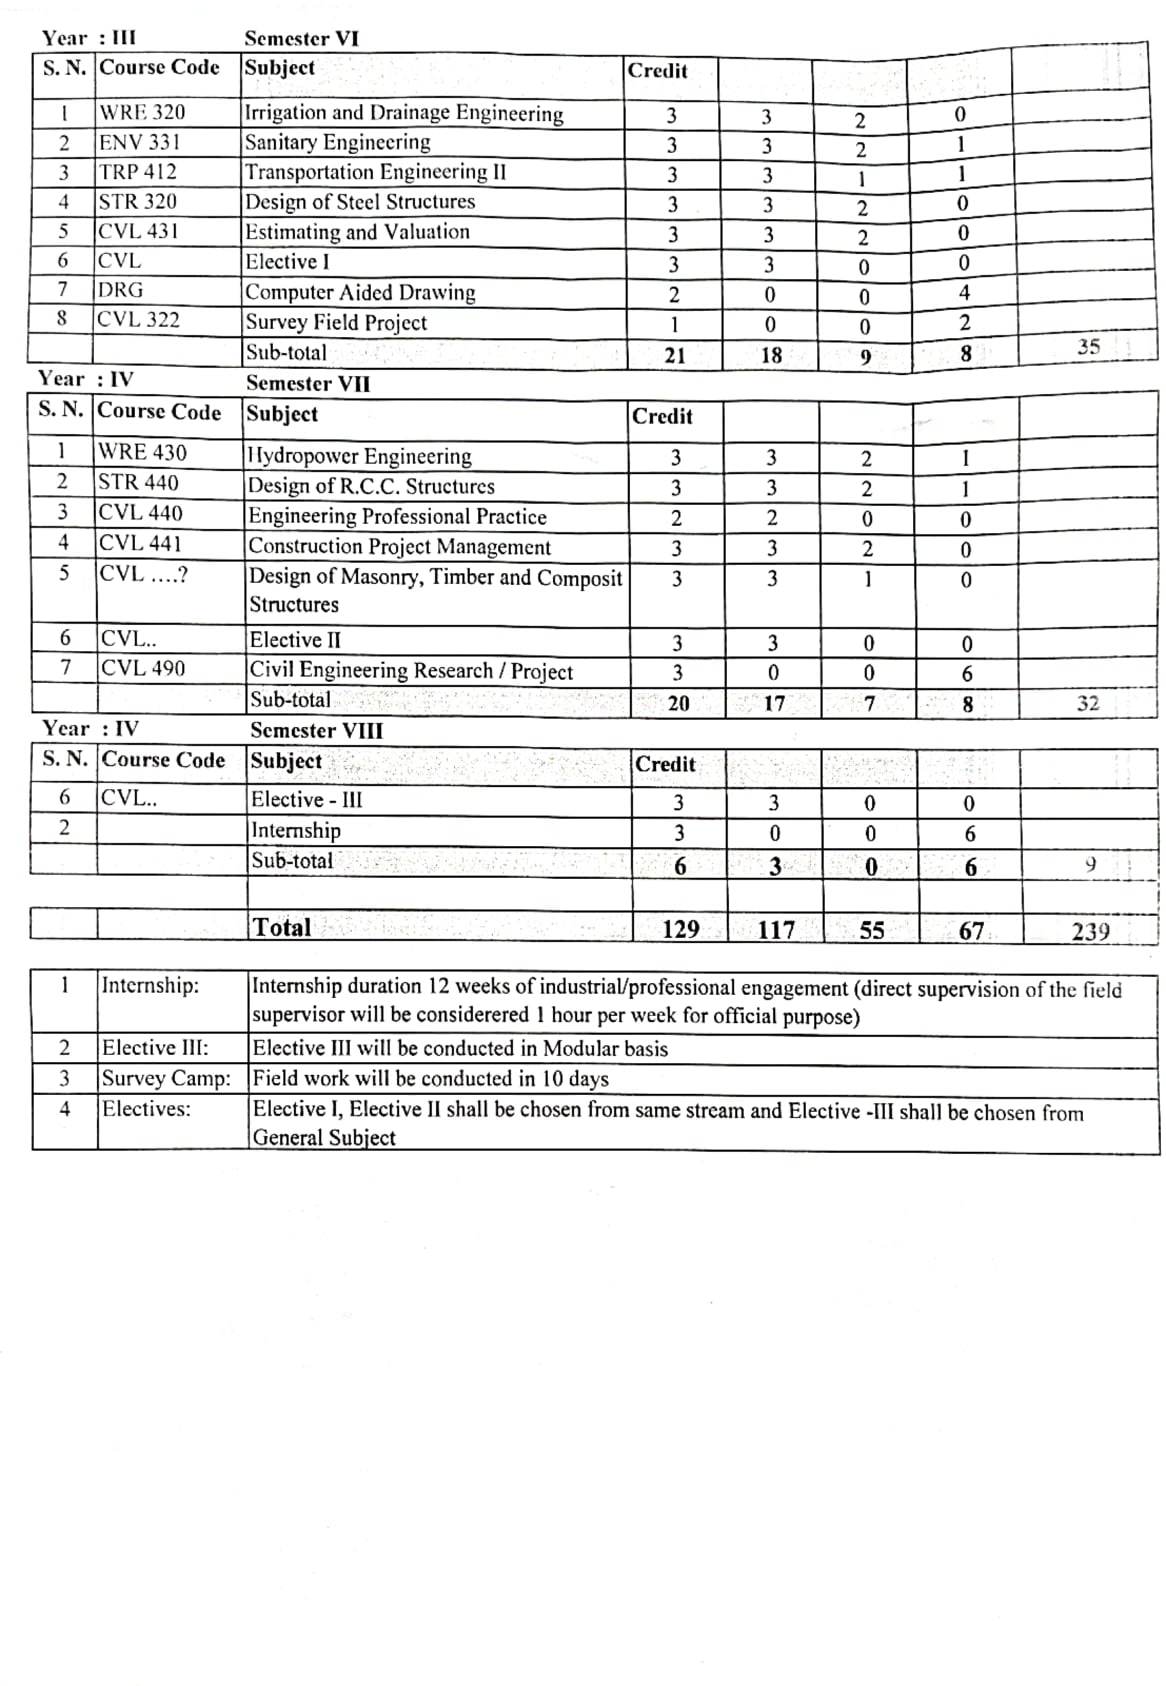 Year : III Semester VI
S. N. Course Code Subject Credit
1 WRE 320 Irrigation and Drainage Engineering 3 3 2 0
2 ENV 331 Sanitary Engineering 3 3 2 1
3 TRP 412 Transportation Engineering II 3 3 1 1
4 STR 320 Design of Steel Structures 3 3 2 0
5 CVL 431 Estimating and Valuation 3 3 2 0
6 CVL Elective I 3 3 0 0
7 DRG Computer Aided Drawing 2 0 0 4
8 CVL 322 Survey Field Project 1 0 0 2
Sub-total 21 18 9 8 35
Year : IV Semester VII
S. N. Course Code Subject Credit
1 WRE 430 Hydropower Engineering 3 3 2 1
2 STR 440 Design of R.C.C. Structures 3 3 2 1
3 CVL 440 Engineering Professional Practice 2 2 0 0
4 CVL 441 Construction Project Management 3 3 2 0
5 CVL ....? Design of Masonry, Timber and Composit 3 3 1 0
Structures
6 CVL.. Elective II 3 3 0 0
7 CVL 490 Civil Engineering Research / Project 3 0 0 6
Sub-total 20 17 7 8 32
Year : IV Semester VIII
S. N. Course Code Subject Credit
6 CVL.. Elective - III 3 3 0 0
2 Internship 3 0 0 6
Sub-total 6 3 0 6 9
Total 129 117 55 67 239
1 Internship: Internship duration 12 weeks of industrial/professional engagement (direct supervision of the field
supervisor will be considerered 1 hour per week for official purpose)
2 Elective III: Elective III will be conducted in Modular basis
3 Survey Camp: Field work will be conducted in 10 days
4 Electives: Elective I, Elective II shall be chosen from same stream and Elective -III shall be chosen from
General Subject